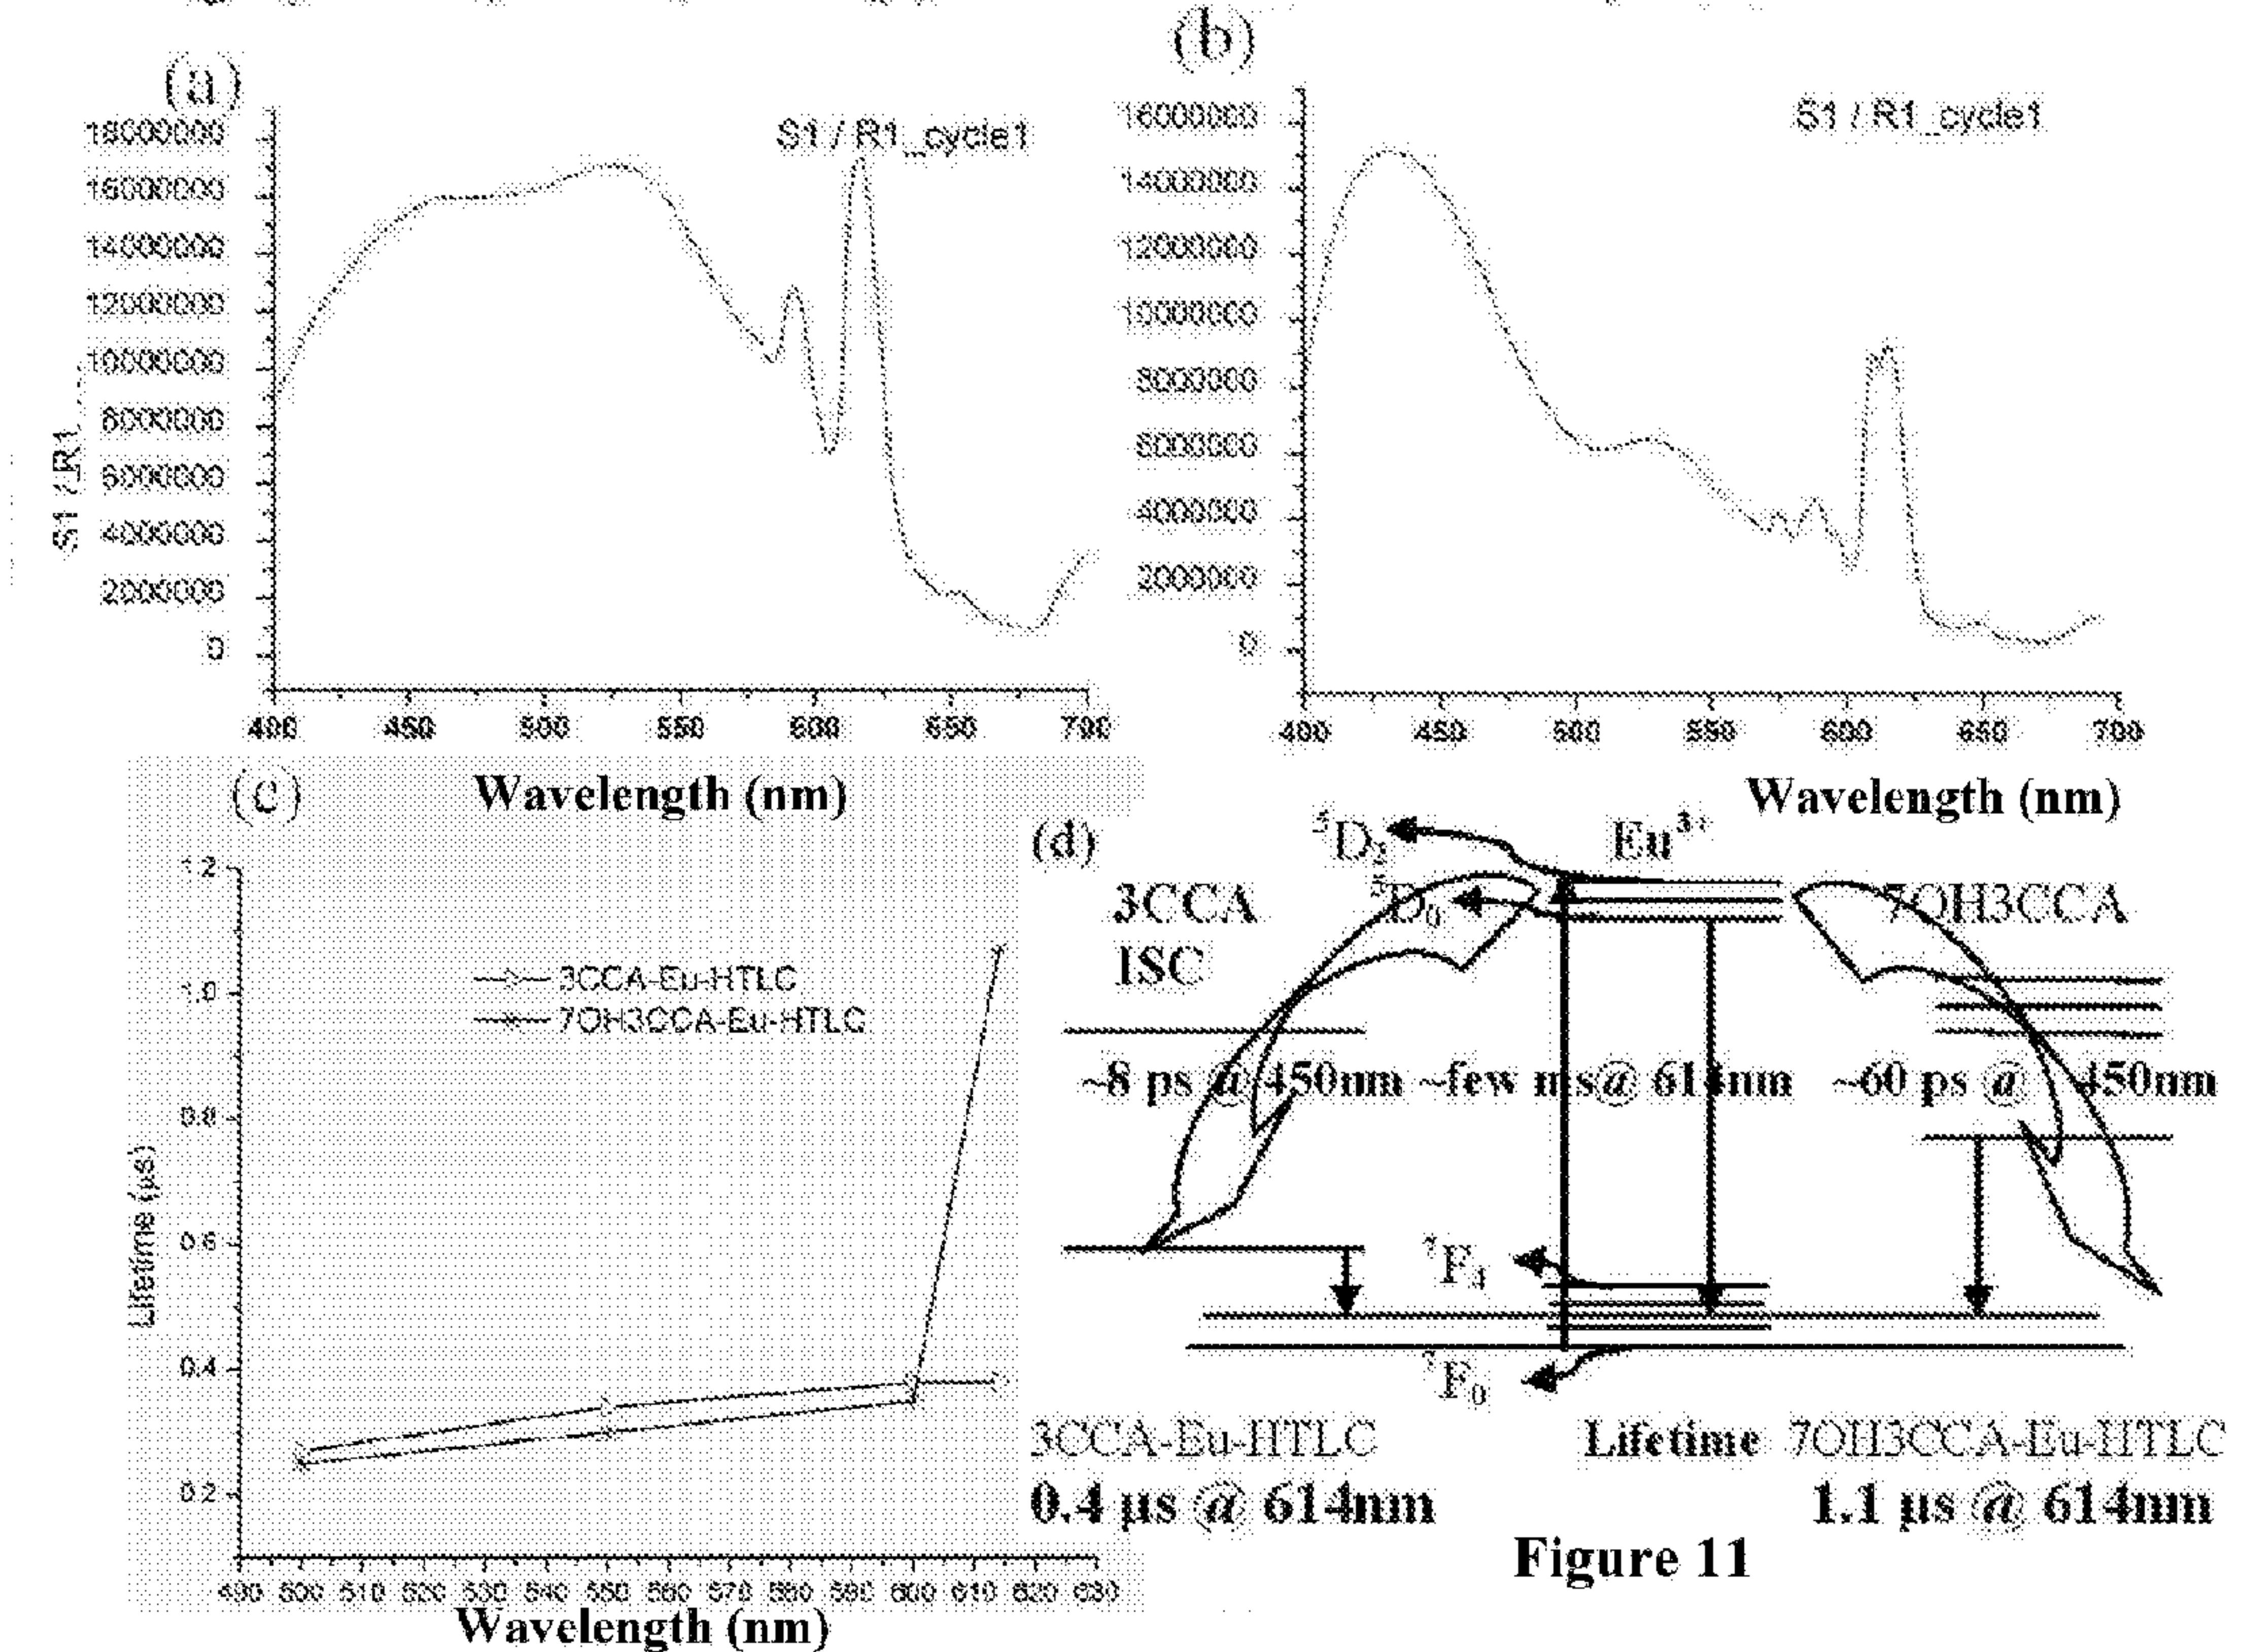 (a)
S1 / R1_cycle1
18000000
16000000
14000000
12000000
10000000
8000000
6000000
4000000
2000000
0
S1 / R1
400 450 500 550 600 650 700
Wavelength (nm)
(b)
S1 / R1_cycle1
16000000
14000000
12000000
10000000
8000000
6000000
4000000
2000000
0
400 450 500 550 600 650 700
Wavelength (nm)
(c)
1.2
1.0
0.8
0.6
0.4
0.2
Lifetime (µs)
3CCA-Eu-HTLC
7OH3CCA-Eu-HTLC
490 500 510 520 530 540 550 560 570 580 590 600 610 620 630
Wavelength (nm)
(d)
⁵D₂
Eu³⁺
3CCA
⁵D₀
7OH3CCA
ISC
~8 ps @ 450nm ~few ms@ 614nm ~60 ps @ 450nm
⁷F₄
⁷F₀
3CCA-Eu-HTLC Lifetime 7OH3CCA-Eu-HTLC
0.4 µs @ 614nm 1.1 µs @ 614nm
Figure 11